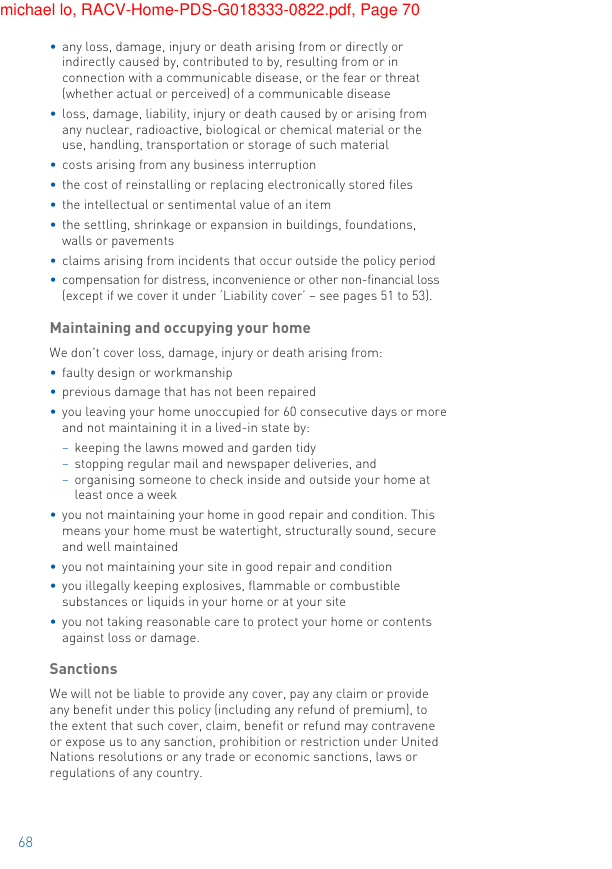 michael lo, RACV-Home-PDS-G018333-0822.pdf, Page 70
• any loss, damage, injury or death arising from or directly or
indirectly caused by, contributed to by, resulting from or in
connection with a communicable disease, or the fear or threat
(whether actual or perceived) of a communicable disease
• loss, damage, liability, injury or death caused by or arising from
any nuclear, radioactive, biological or chemical material or the
use, handling, transportation or storage of such material
• costs arising from any business interruption
• the cost of reinstalling or replacing electronically stored files
• the intellectual or sentimental value of an item
• the settling, shrinkage or expansion in buildings, foundations,
walls or pavements
• claims arising from incidents that occur outside the policy period
• compensation for distress, inconvenience or other non-financial loss
(except if we cover it under ‘Liability cover’ – see pages 51 to 53).
Maintaining and occupying your home
We don't cover loss, damage, injury or death arising from:
• faulty design or workmanship
• previous damage that has not been repaired
• you leaving your home unoccupied for 60 consecutive days or more
and not maintaining it in a lived-in state by:
– keeping the lawns mowed and garden tidy
– stopping regular mail and newspaper deliveries, and
– organising someone to check inside and outside your home at
least once a week
• you not maintaining your home in good repair and condition. This
means your home must be watertight, structurally sound, secure
and well maintained
• you not maintaining your site in good repair and condition
• you illegally keeping explosives, flammable or combustible
substances or liquids in your home or at your site
• you not taking reasonable care to protect your home or contents
against loss or damage.
Sanctions
We will not be liable to provide any cover, pay any claim or provide
any benefit under this policy (including any refund of premium), to
the extent that such cover, claim, benefit or refund may contravene
or expose us to any sanction, prohibition or restriction under United
Nations resolutions or any trade or economic sanctions, laws or
regulations of any country.
68